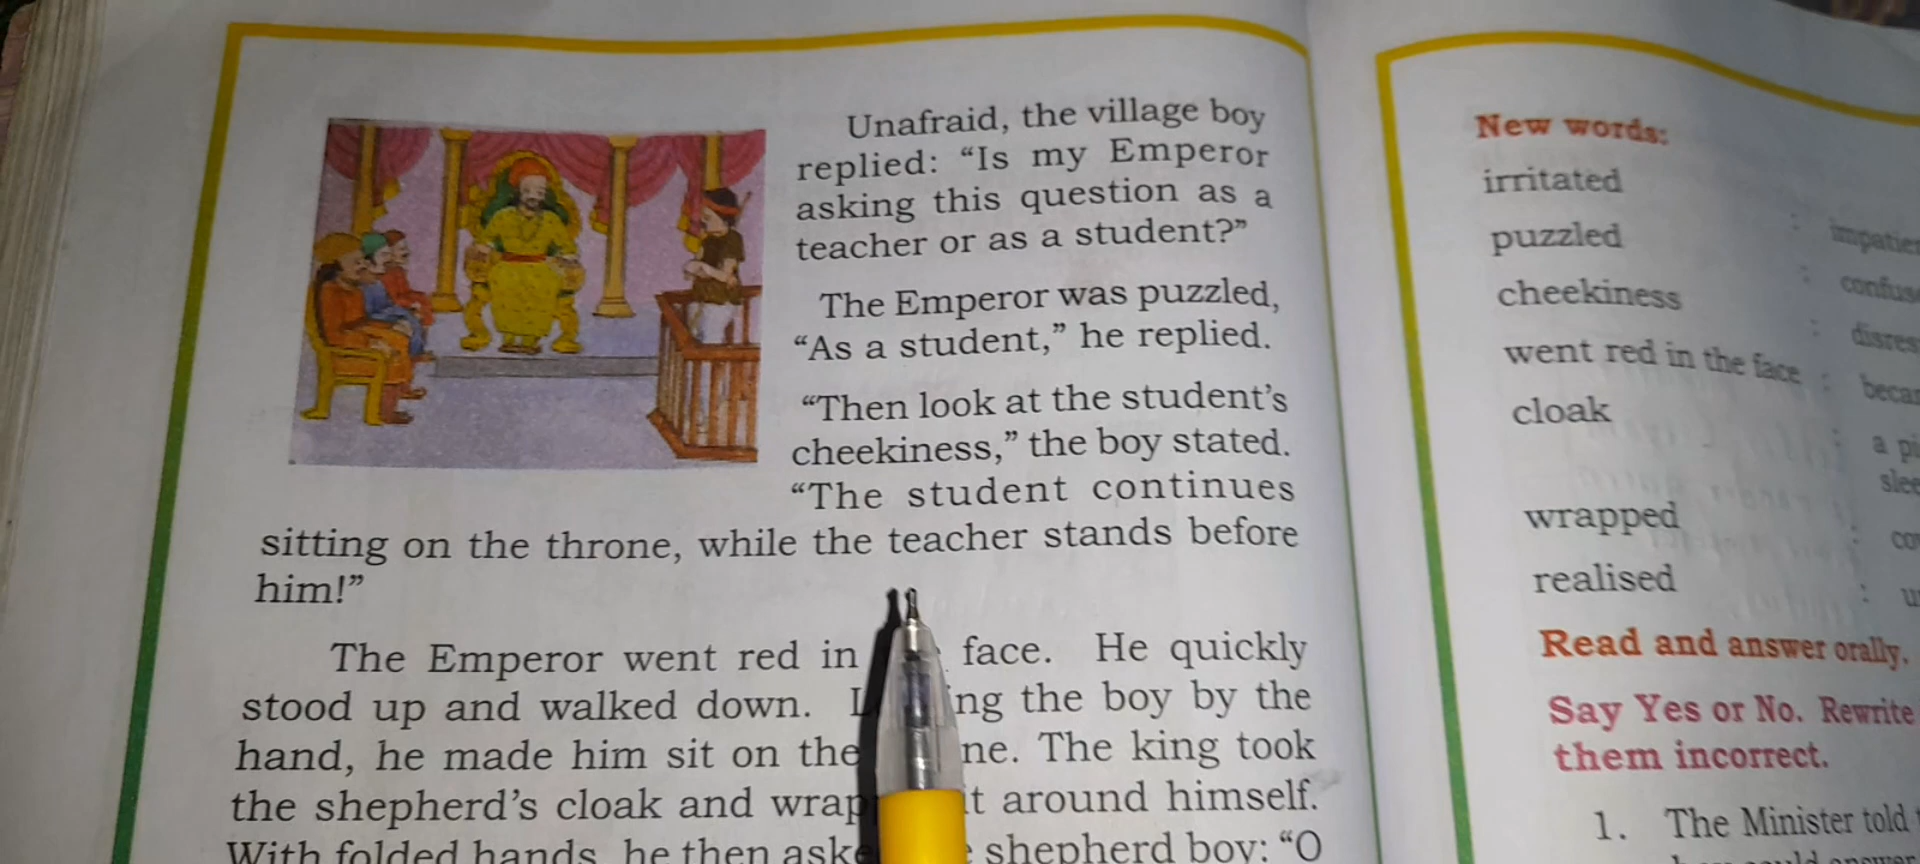 Unafraid, the village boy
replied: “Is my Emperor
asking this question as a
teacher or as a student?”
The Emperor was puzzled,
“As a student,” he replied.
“Then look at the student’s
cheekiness,” the boy stated.
“The student continues
sitting on the throne, while the teacher stands before
him!”
The Emperor went red in face. He quickly
stood up and walked down. the boy by the
hand, he made him sit on the The king took
the shepherd’s cloak and around himself.
With folded hands, he then shepherd boy: “O
New words:
irritated
puzzled
cheekiness
went red in the face :
cloak
wrapped
realised
Read and answer orally.
Say Yes or No. Rewrite
them incorrect.
1. The Minister told